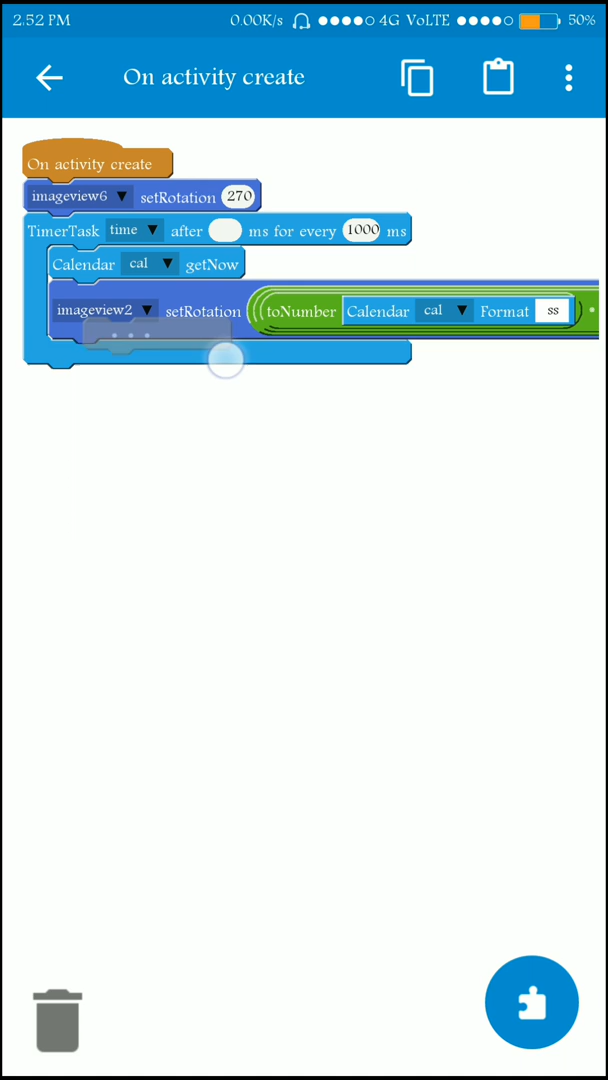 2.52 PM 0.00K/s 4G VoLTE 50%
On activity create
On activity create
imageview6 setRotation 270
TimerTask time after ms for every 1000 ms
Calendar cal getNow
imageview2 setRotation toNumber Calendar cal Format ss